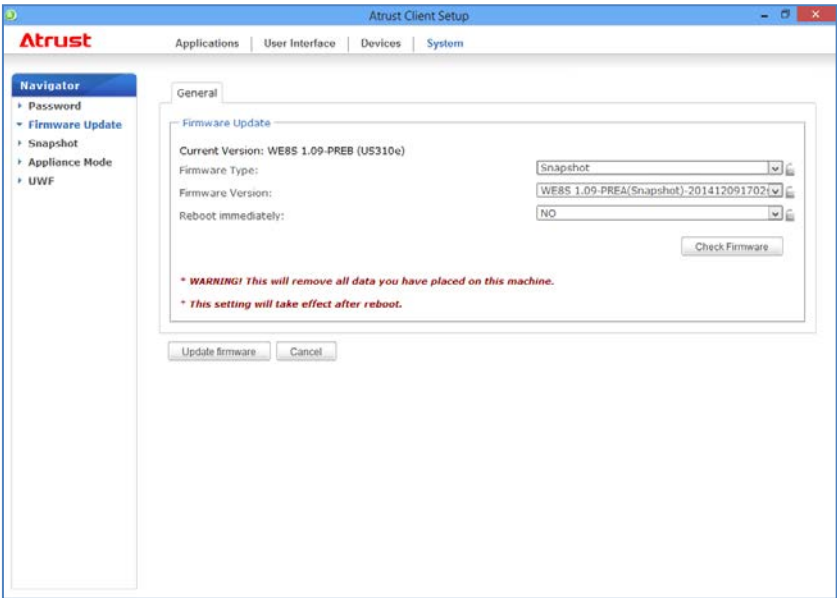 Atrust Client Setup
Atrust
Applications | User Interface | Devices | System
Navigator
Password
Firmware Update
Snapshot
Appliance Mode
UWF
General
Firmware Update
Current Version: WE8S 1.09-PREB (US310e)
Firmware Type: Snapshot
Firmware Version: WE8S 1.09-PREA(Snapshot)-201412091702
Reboot immediately: NO
Check Firmware
* WARNING! This will remove all data you have placed on this machine.
* This setting will take effect after reboot.
Update firmware Cancel